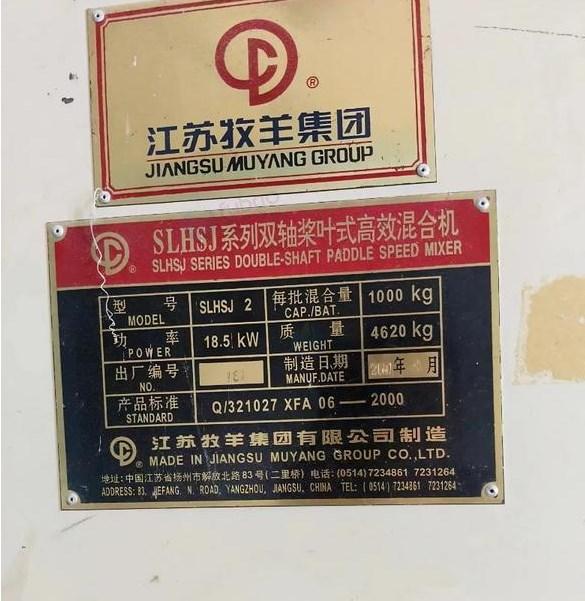 ®
江苏牧羊集团
JIANGSU MUYANG GROUP
SLHSJ系列双轴桨叶式高效混合机
SLHSJ SERIES DOUBLE-SHAFT PADDLE SPEED MIXER
®
型 号 MODEL SLHSJ 2 每批混合量 CAP./BAT. 1000 kg
功 率 POWER 18.5 kW 质 量 WEIGHT 4620 kg
出厂编号 NO. 制造日期 MANUF.DATE 年 月
产品标准 STANDARD Q/321027 XFA 06—2000
江苏牧羊集团有限公司制造
MADE IN JIANGSU MUYANG GROUP CO.,LTD.
地址:中国江苏省扬州市解放北路83号(二里桥) 电话:(0514)7234861 7231264
ADDRESS: 83, JIEFANG, N. ROAD, YANGZHOU, JIANGSU, CHINA TEL: (0514) 7234861 7231264